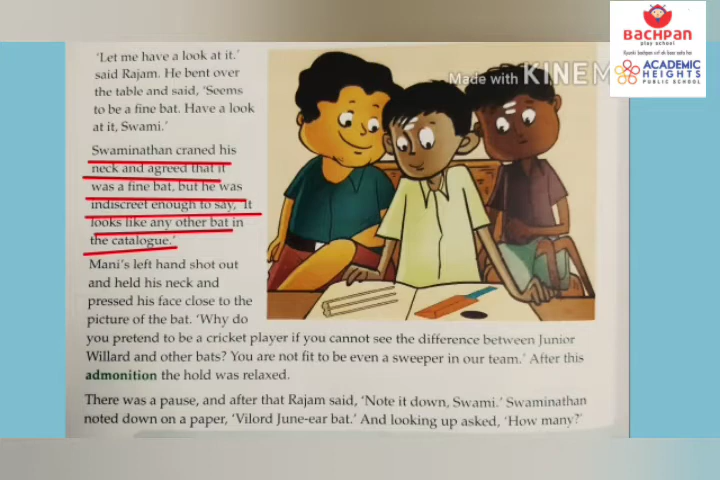 BACHPAN
play school
ACADEMIC
HEIGHTS
PUBLIC SCHOOL
Made with KINEM
'Let me have a look at it.'
said Rajam. He bent over
the table and said, 'Seems
to be a fine bat. Have a look
at it, Swami.'
Swaminathan craned his
neck and agreed that it
was a fine bat, but he was
indiscreet enough to say, 'It
looks like any other bat in
the catalogue.'
Mani's left hand shot out
and held his neck and
pressed his face close to the
picture of the bat. 'Why do
you pretend to be a cricket player if you cannot see the difference between Junior
Willard and other bats? You are not fit to be even a sweeper in our team.' After this
admonition the hold was relaxed.
There was a pause, and after that Rajam said, 'Note it down, Swami.' Swaminathan
noted down on a paper, 'Vilord June-ear bat.' And looking up asked, 'How many?'